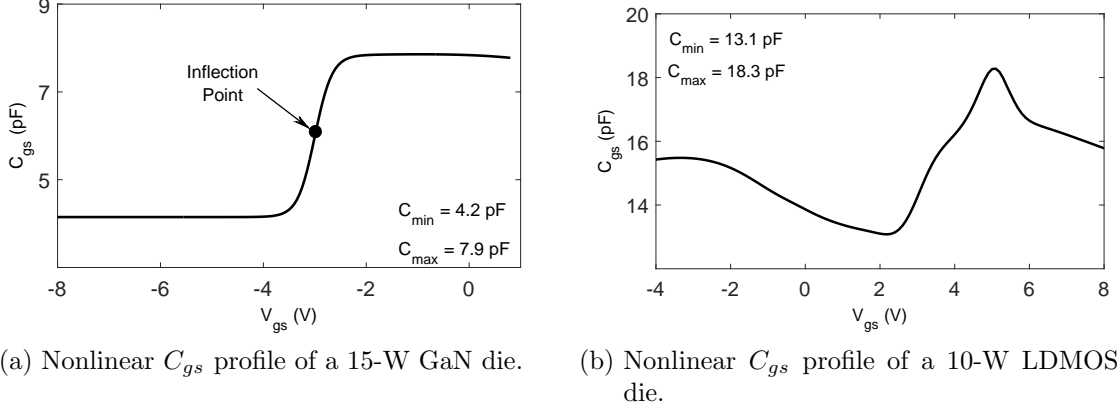 9
7
5
C_gs (pF)
Inflection
Point
C_min = 4.2 pF
C_max = 7.9 pF
-8 -6 -4 -2 0
V_gs (V)
(a) Nonlinear C_gs profile of a 15-W GaN die.
20
18
16
14
C_gs (pF)
C_min = 13.1 pF
C_max = 18.3 pF
-4 -2 0 2 4 6 8
V_gs (V)
(b) Nonlinear C_gs profile of a 10-W LDMOS
die.